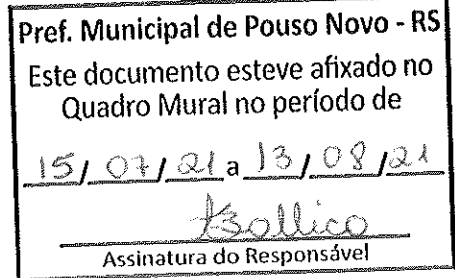 Pref. Municipal de Pouso Novo - RS
Este documento esteve afixado no
Quadro Mural no período de
15/ 07/ 21 a 13/ 08/21
Assinatura do Responsável